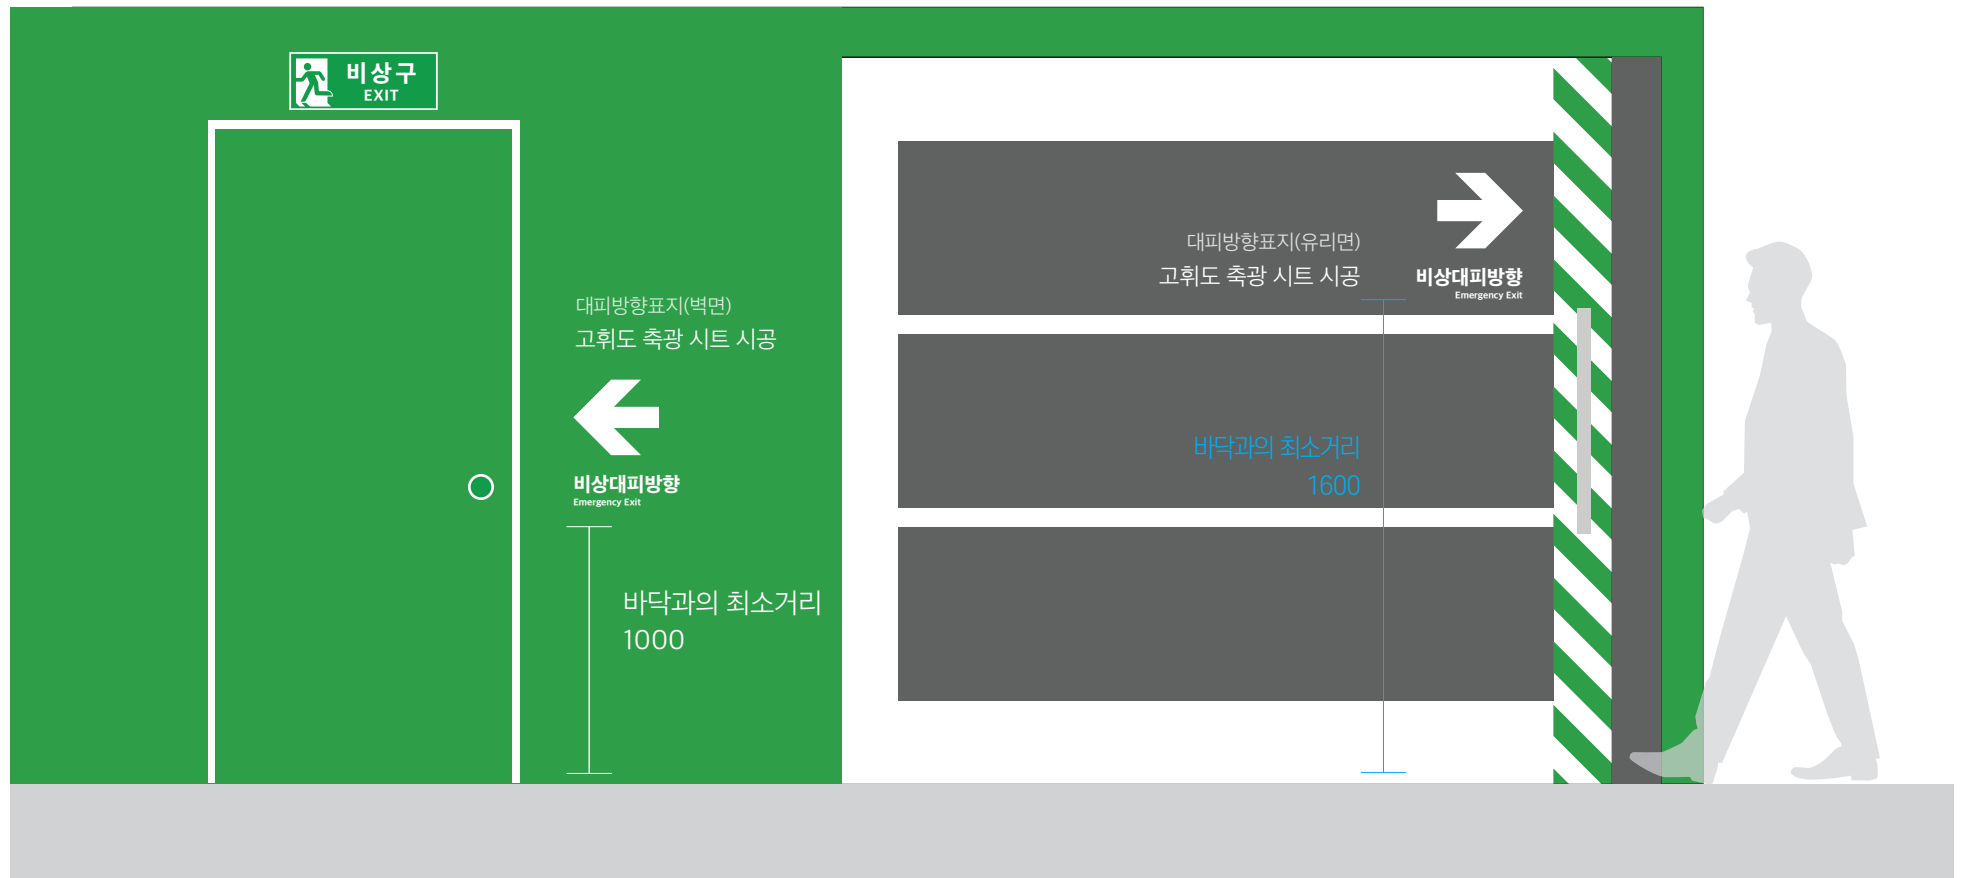 비상구
EXIT
대피방향표지(벽면)
고휘도 축광 시트 시공
비상대피방향
Emergency Exit
바닥과의 최소거리
1000
대피방향표지(유리면)
고휘도 축광 시트 시공
비상대피방향
Emergency Exit
바닥과의 최소거리
1600